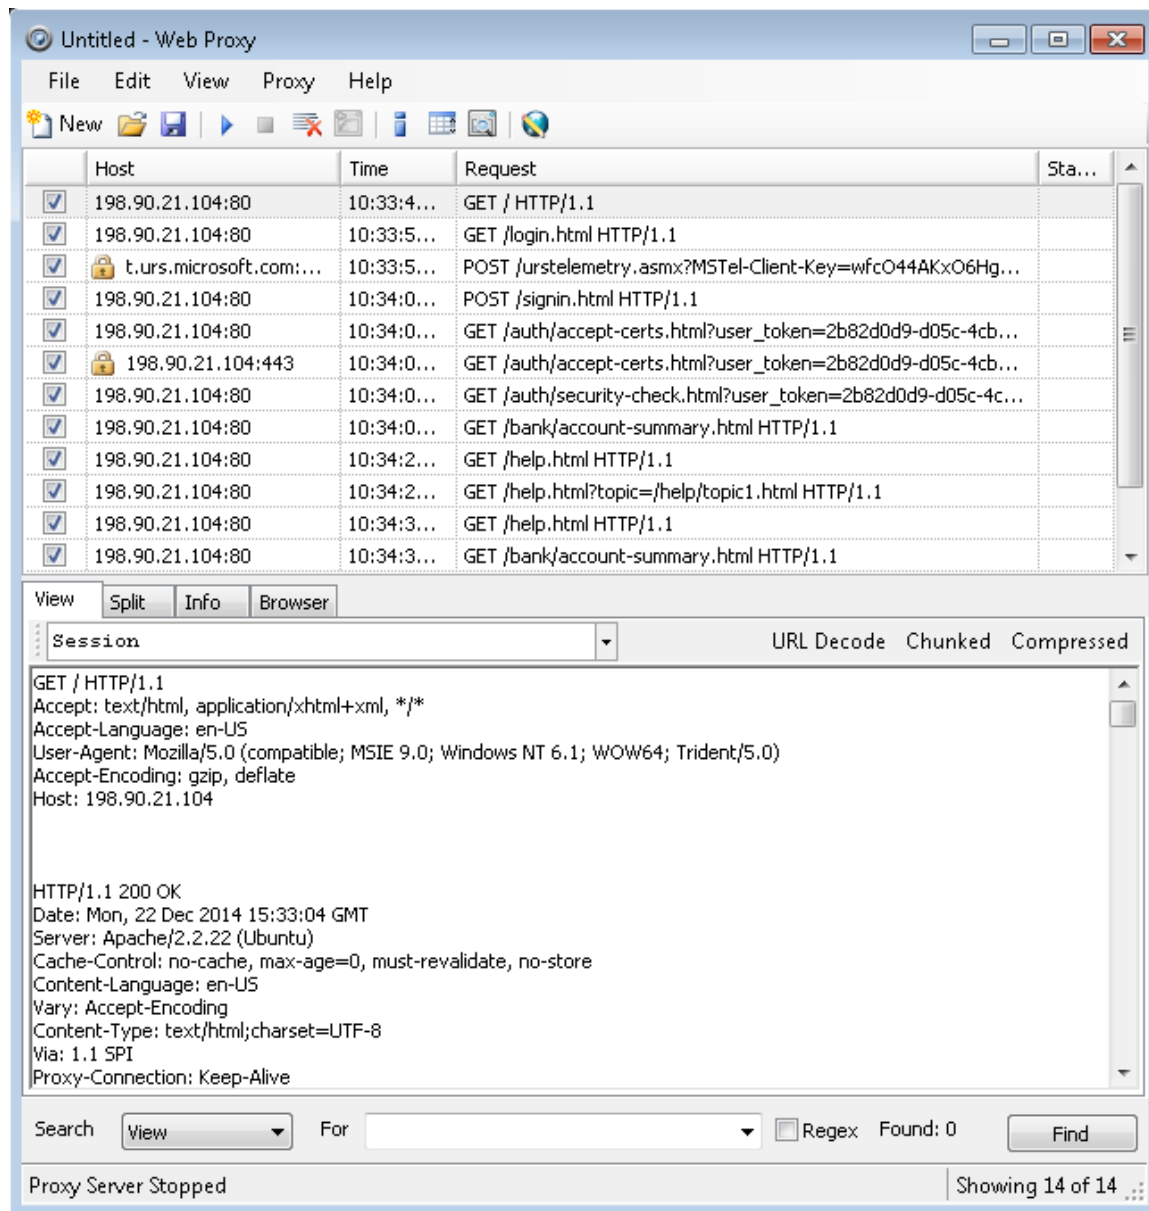 Untitled - Web Proxy
File Edit View Proxy Help
New
Host Time Request Sta...
198.90.21.104:80 10:33:4... GET / HTTP/1.1
198.90.21.104:80 10:33:5... GET /login.html HTTP/1.1
t.urs.microsoft.com:... 10:33:5... POST /urstelemetry.asmx?MSTel-Client-Key=wfcO44AKxO6Hg...
198.90.21.104:80 10:34:0... POST /signin.html HTTP/1.1
198.90.21.104:80 10:34:0... GET /auth/accept-certs.html?user_token=2b82d0d9-d05c-4cb...
198.90.21.104:443 10:34:0... GET /auth/accept-certs.html?user_token=2b82d0d9-d05c-4cb...
198.90.21.104:80 10:34:0... GET /auth/security-check.html?user_token=2b82d0d9-d05c-4c...
198.90.21.104:80 10:34:0... GET /bank/account-summary.html HTTP/1.1
198.90.21.104:80 10:34:2... GET /help.html HTTP/1.1
198.90.21.104:80 10:34:2... GET /help.html?topic=/help/topic1.html HTTP/1.1
198.90.21.104:80 10:34:3... GET /help.html HTTP/1.1
198.90.21.104:80 10:34:3... GET /bank/account-summary.html HTTP/1.1
View Split Info Browser
Session URL Decode Chunked Compressed
GET / HTTP/1.1
Accept: text/html, application/xhtml+xml, */*
Accept-Language: en-US
User-Agent: Mozilla/5.0 (compatible; MSIE 9.0; Windows NT 6.1; WOW64; Trident/5.0)
Accept-Encoding: gzip, deflate
Host: 198.90.21.104
HTTP/1.1 200 OK
Date: Mon, 22 Dec 2014 15:33:04 GMT
Server: Apache/2.2.22 (Ubuntu)
Cache-Control: no-cache, max-age=0, must-revalidate, no-store
Content-Language: en-US
Vary: Accept-Encoding
Content-Type: text/html;charset=UTF-8
Via: 1.1 SPI
Proxy-Connection: Keep-Alive
Search View For Regex Found: 0 Find
Proxy Server Stopped Showing 14 of 14